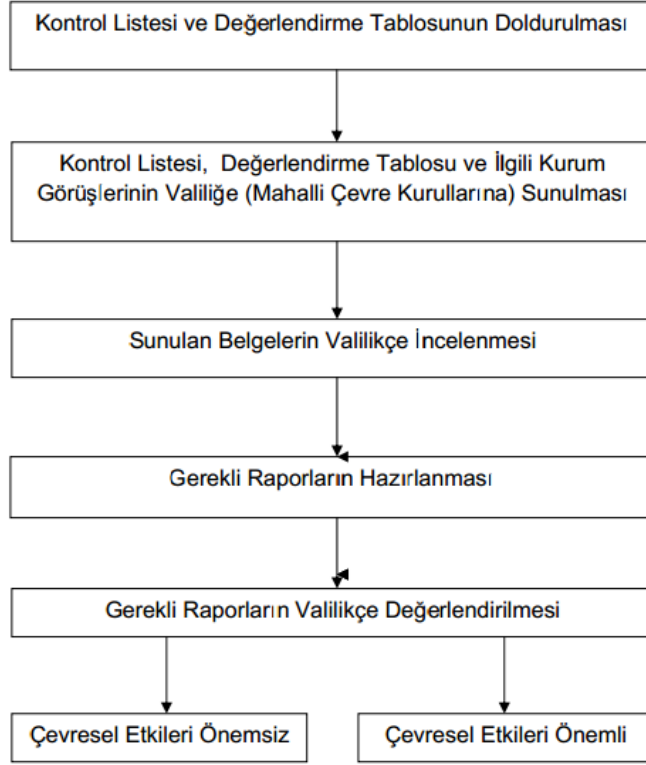 Kontrol Listesi ve Değerlendirme Tablosunun Doldurulması
Kontrol Listesi, Değerlendirme Tablosu ve İlgili Kurum
Görüşlerinin Valiliğe (Mahalli Çevre Kurullarına) Sunulması
Sunulan Belgelerin Valilikçe İncelenmesi
Gerekli Raporların Hazırlanması
Gerekli Raporların Valilikçe Değerlendirilmesi
Çevresel Etkileri Önemsiz
Çevresel Etkileri Önemli